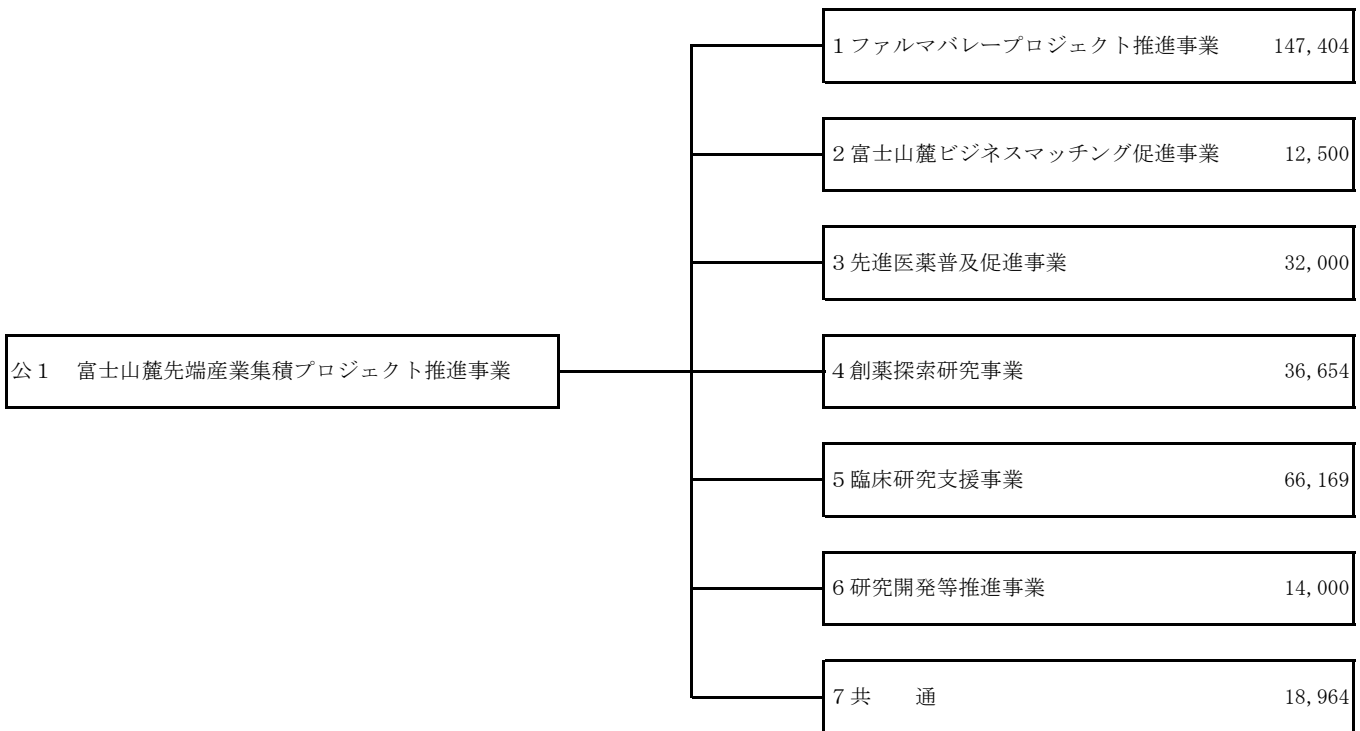 1ファルマバレープロジェクト推進事業 147,404
2富士山麓ビジネスマッチング促進事業 12,500
3先進医薬普及促進事業 32,000
公1 富士山麓先端産業集積プロジェクト推進事業
4創薬探索研究事業 36,654
5臨床研究支援事業 66,169
6研究開発等推進事業 14,000
7共　　通 18,964